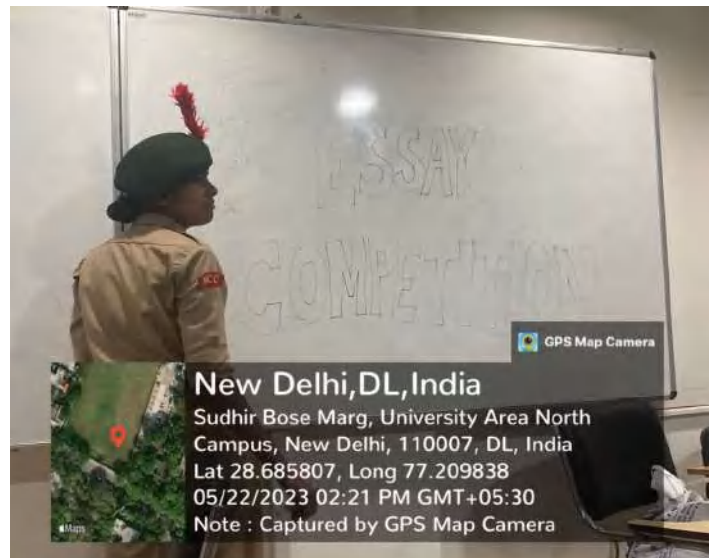 ESSAY
COMPETITION
NCC
GPS Map Camera
New Delhi,DL,India
Sudhir Bose Marg, University Area North
Campus, New Delhi, 110007, DL, India
Lat 28.685807, Long 77.209838
05/22/2023 02:21 PM GMT+05:30
Note : Captured by GPS Map Camera
Maps